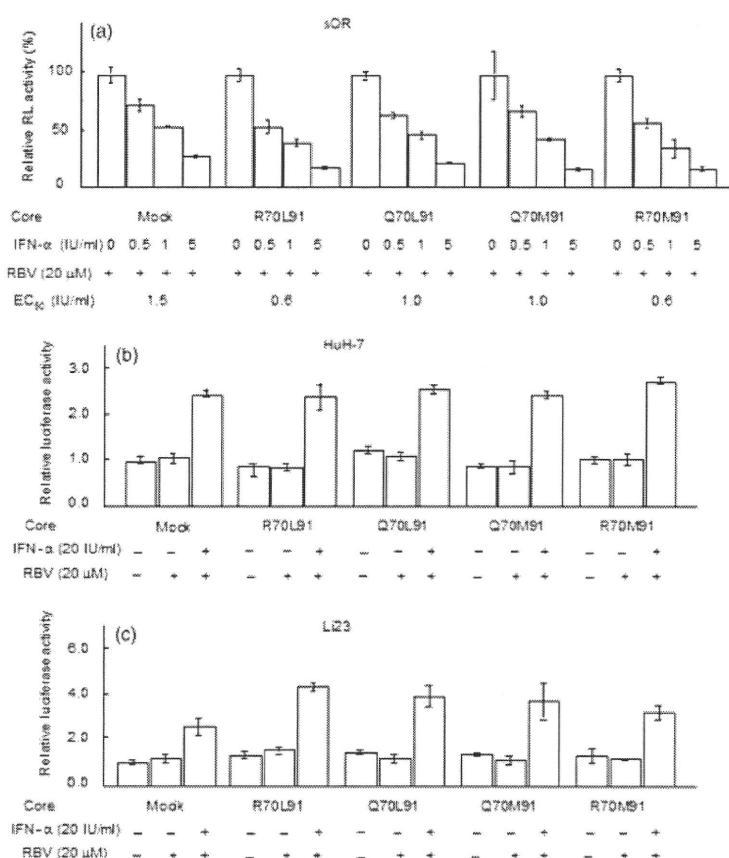 (a)
sOR
Relative RL activity (%)
100
50
0
Core Mock R70L91 Q70L91 Q70M91 R70M91
IFN-α (IU/ml) 0 0.5 1 5 0 0.5 1 5 0 0.5 1 5 0 0.5 1 5 0 0.5 1 5
RBV (20 μM) + + + + + + + + + + + + + + + + + + + +
EC50 (IU/ml) 1.5 0.6 1.0 1.0 0.6
(b)
HuH-7
Relative luciferase activity
3.0
2.0
1.0
0.0
Core Mock R70L91 Q70L91 Q70M91 R70M91
IFN-α (20 IU/ml) – – + – – + – – + – – + – – +
RBV (20 μM) – + + – + + – + + – + + – + +
(c)
Li23
Relative luciferase activity
6.0
4.0
2.0
0.0
Core Mock R70L91 Q70L91 Q70M91 R70M91
IFN-α (20 IU/ml) – – + – – + – – + – – + – – +
RBV (20 μM) – + + – + + – + + – + + – + +